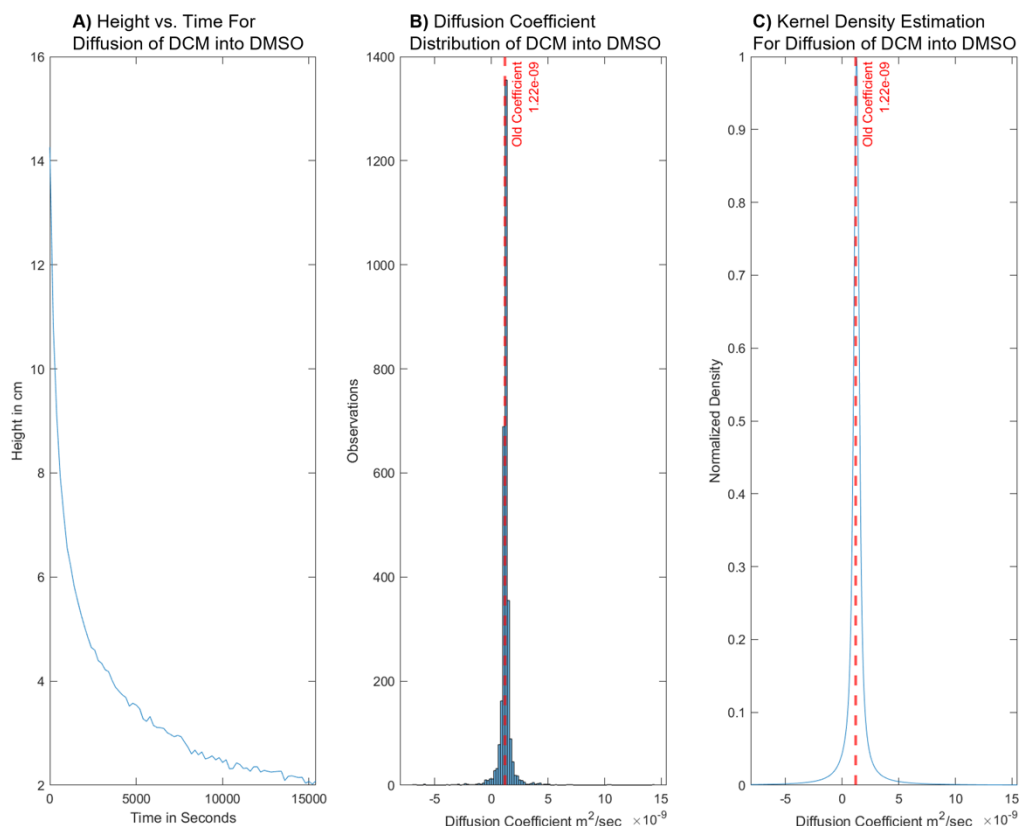 A) Height vs. Time For
Diffusion of DCM into DMSO
16
14
12
10
8
6
4
2
Height in cm
0
5000
10000
15000
Time in Seconds
B) Diffusion Coefficient
Distribution of DCM into DMSO
1400
1200
1000
800
600
400
200
0
Observations
Old Coefficient
1.22e-09
-5
0
5
10
15
×10⁻⁹
Diffusion Coefficient m²/sec
C) Kernel Density Estimation
For Diffusion of DCM into DMSO
1
0.9
0.8
0.7
0.6
0.5
0.4
0.3
0.2
0.1
0
Normalized Density
Old Coefficient
1.22e-09
-5
0
5
10
15
×10⁻⁹
Diffusion Coefficient m²/sec